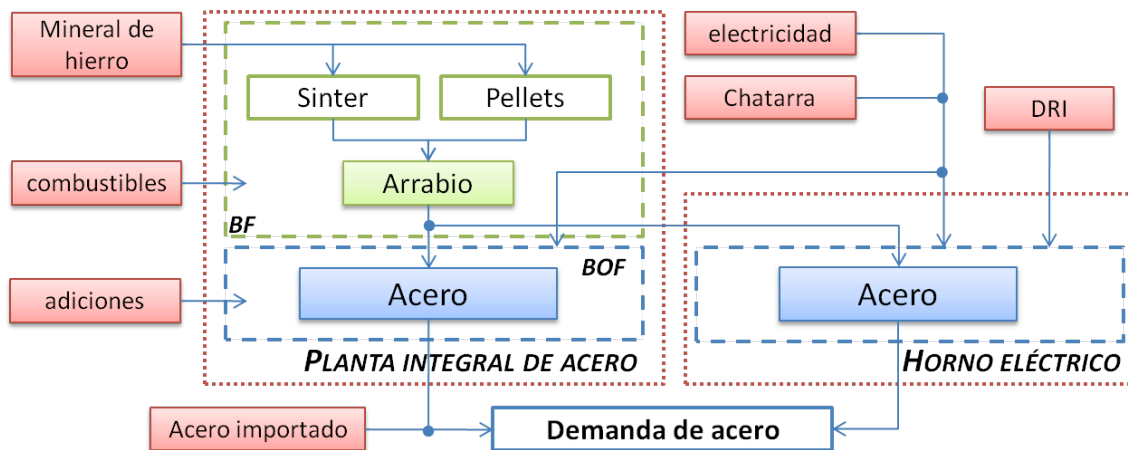 Mineral de
hierro
electricidad
Sinter
Pellets
Chatarra
DRI
combustibles
Arrabio
BF
BOF
adiciones
Acero
Acero
PLANTA INTEGRAL DE ACERO
HORNO ELÉCTRICO
Acero importado
Demanda de acero